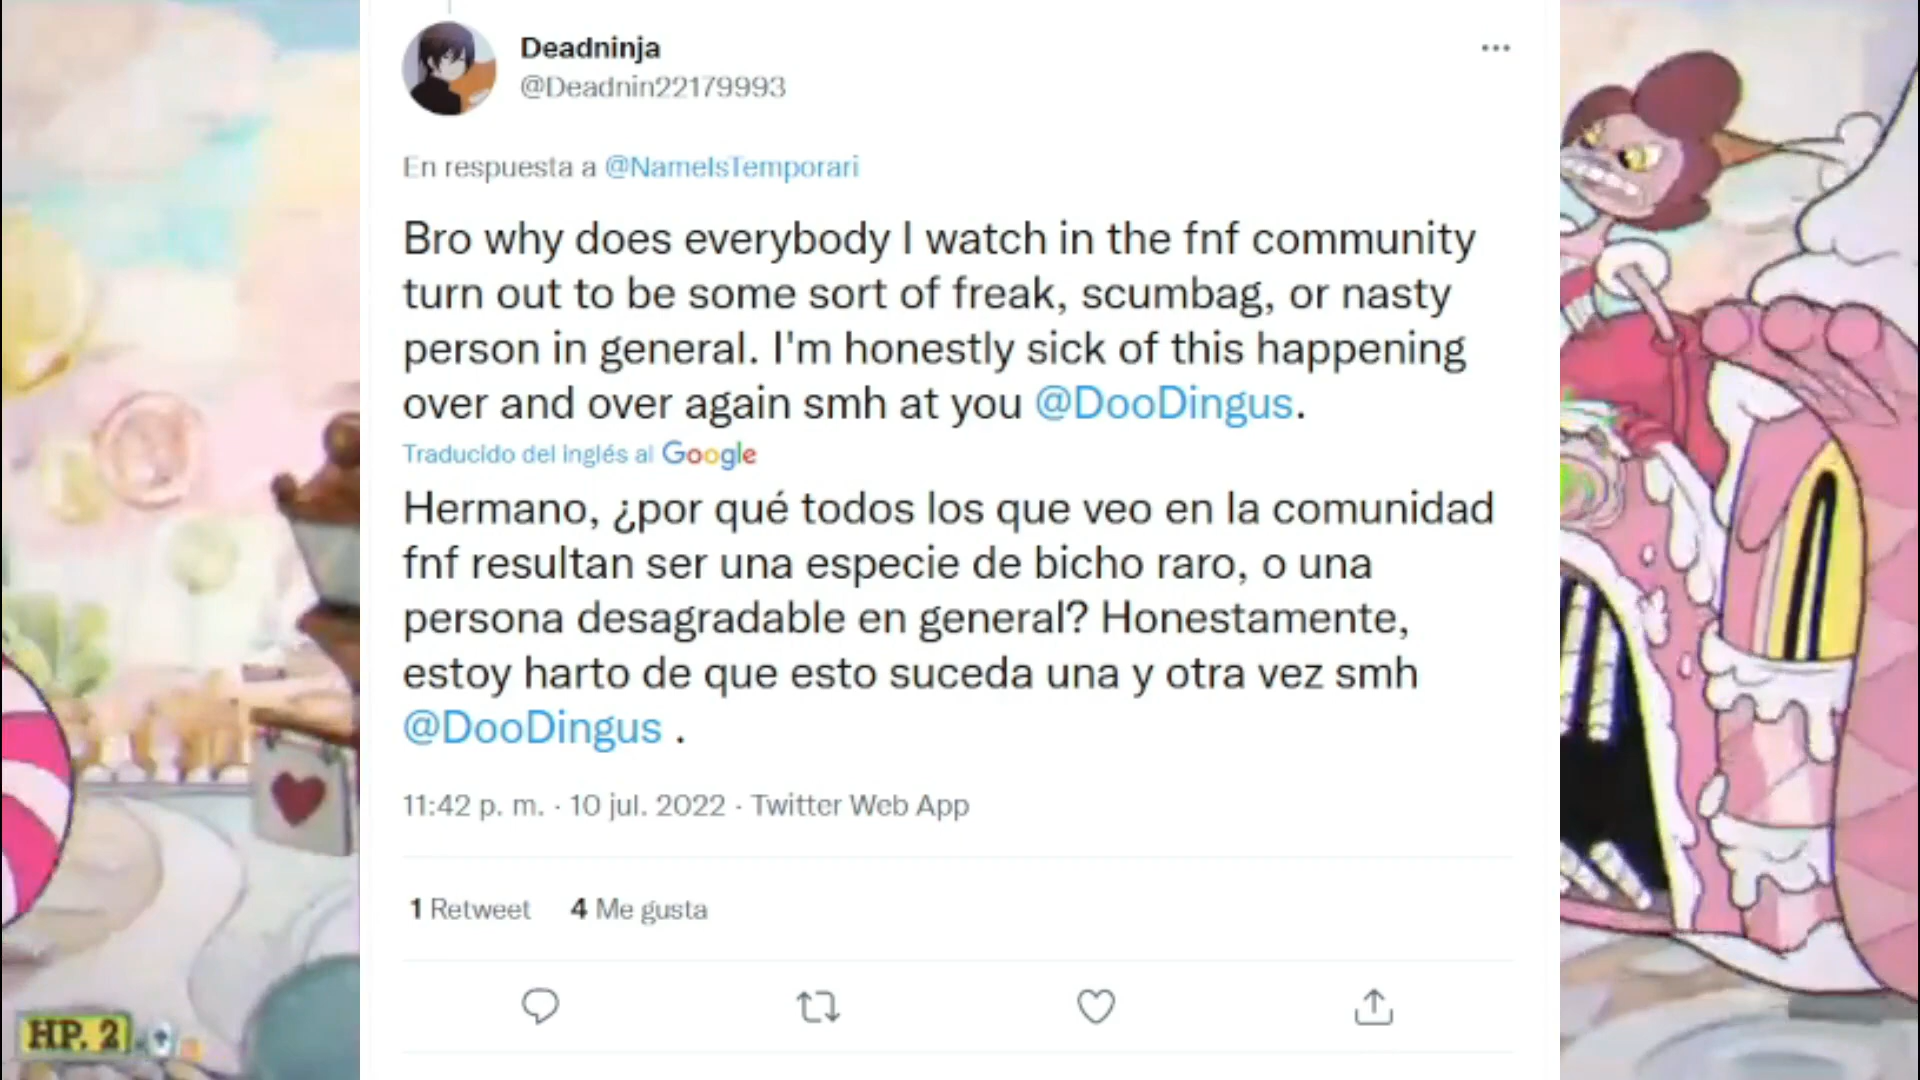 Deadninja
@Deadnin22179993
En respuesta a @NameIsTemporari
Bro why does everybody I watch in the fnf community
turn out to be some sort of freak, scumbag, or nasty
person in general. I'm honestly sick of this happening
over and over again smh at you @DooDingus.
Traducido del inglés al Google
Hermano, ¿por qué todos los que veo en la comunidad
fnf resultan ser una especie de bicho raro, o una
persona desagradable en general? Honestamente,
estoy harto de que esto suceda una y otra vez smh
@DooDingus .
11:42 p. m. · 10 jul. 2022 · Twitter Web App
1 Retweet 4 Me gusta
HP. 2